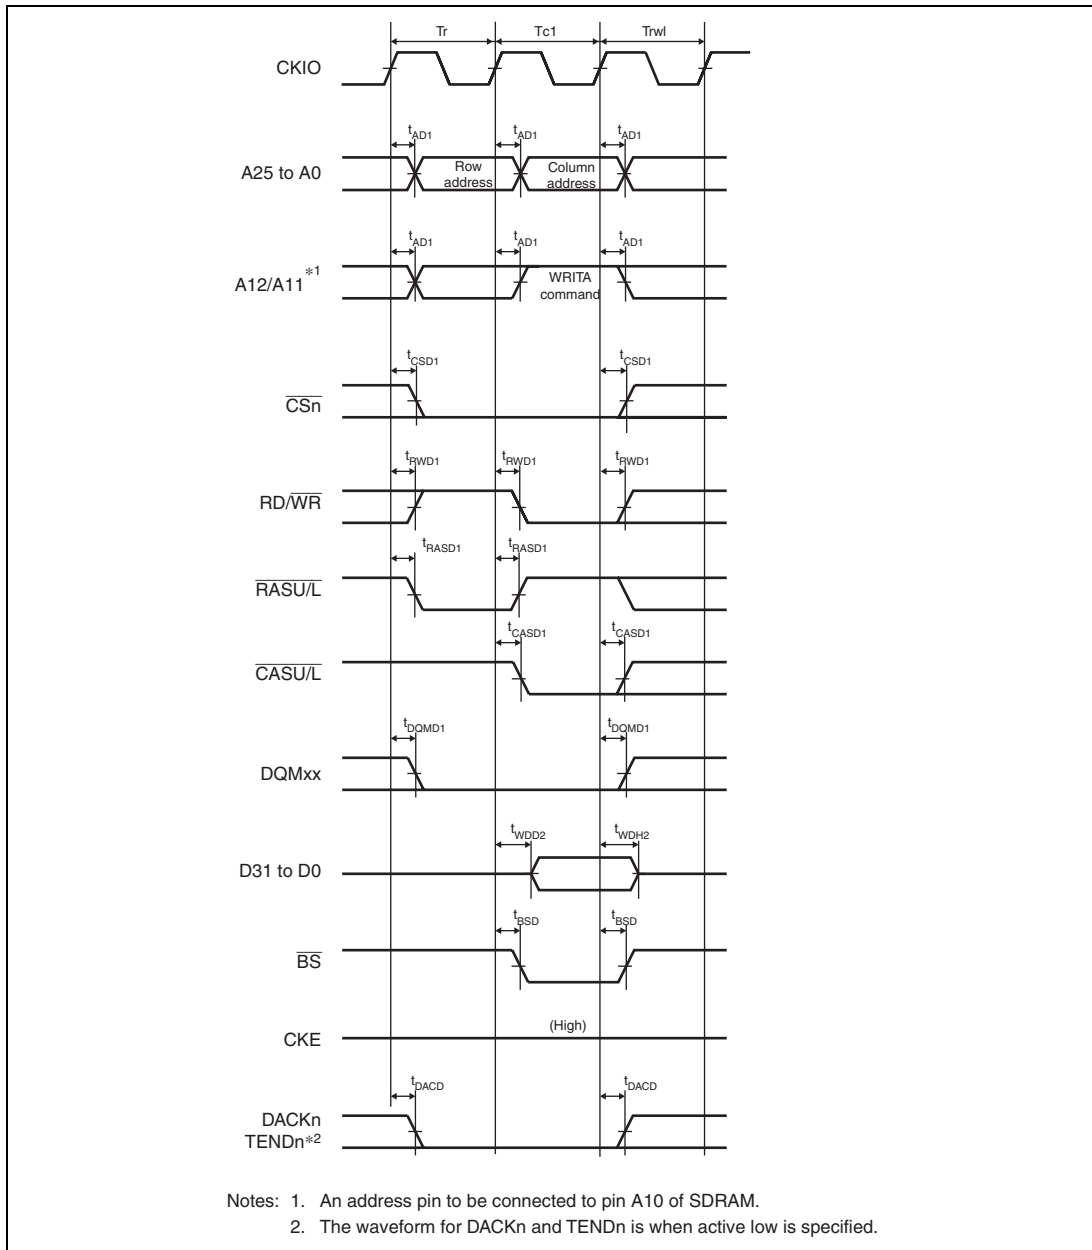 Tr Tc1 Trwl
CKIO
tAD1 tAD1 tAD1
A25 to A0
Row address
Column address
tAD1 tAD1 tAD1
A12/A11 *1
WRITA command
tCSD1 tCSD1
CSn
tRWD1 tRWD1 tRWD1
RD/WR
tRASD1 tRASD1
RASU/L
tCASD1 tCASD1
CASU/L
tDQMD1 tDQMD1
DQMxx
tWDD2 tWDH2
D31 to D0
tBSD tBSD
BS
(High)
CKE
tDACD tDACD
DACKn
TENDn*2
Notes: 1. An address pin to be connected to pin A10 of SDRAM.
2. The waveform for DACKn and TENDn is when active low is specified.